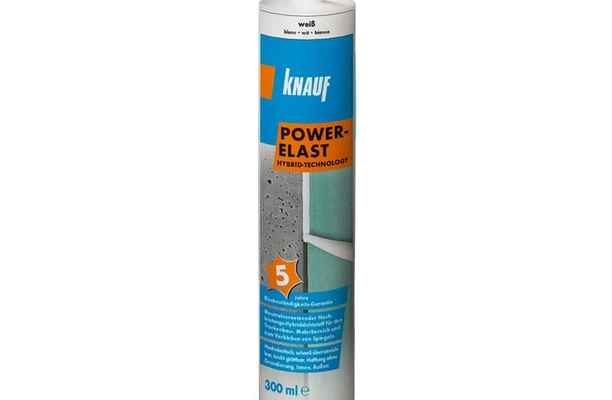 weiß
blanc • wit • bianco
KNAUF
POWER-
ELAST
HYBRID-TECHNOLOGY
5
Jahre
Rissbeständigkeits-Garantie
Neutralvernetzender Hoch-
leistungs-Hybriddichtstoff für den
Trockenbau, Malerbereich und
zum Verkleben von Spiegeln
Hochelastisch, schnell überstreich-
bar, leicht glättbar, Haftung ohne
Grundierung, Innen, Außen
300 ml e